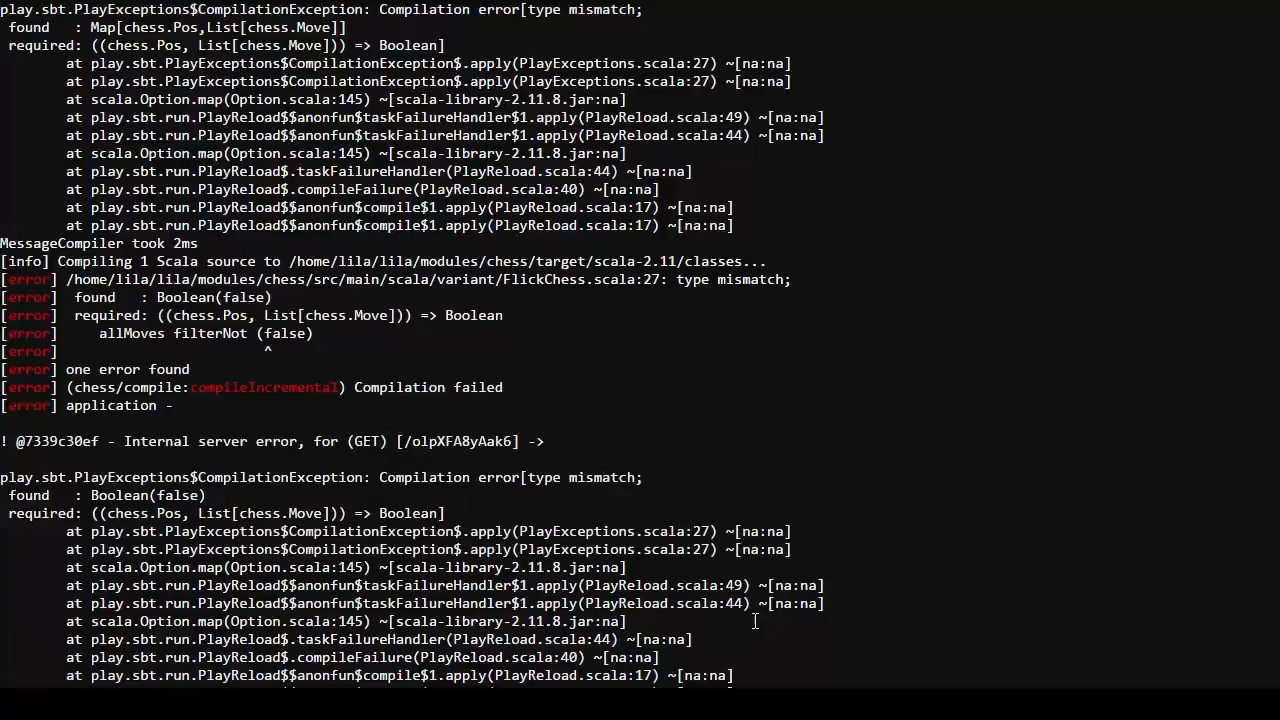 play.sbt.PlayExceptions$CompilationException: Compilation error[type mismatch;
 found   : Map[chess.Pos,List[chess.Move]]
 required: ((chess.Pos, List[chess.Move])) => Boolean]
        at play.sbt.PlayExceptions$CompilationException$.apply(PlayExceptions.scala:27) ~[na:na]
        at play.sbt.PlayExceptions$CompilationException$.apply(PlayExceptions.scala:27) ~[na:na]
        at scala.Option.map(Option.scala:145) ~[scala-library-2.11.8.jar:na]
        at play.sbt.run.PlayReload$$anonfun$taskFailureHandler$1.apply(PlayReload.scala:49) ~[na:na]
        at play.sbt.run.PlayReload$$anonfun$taskFailureHandler$1.apply(PlayReload.scala:44) ~[na:na]
        at scala.Option.map(Option.scala:145) ~[scala-library-2.11.8.jar:na]
        at play.sbt.run.PlayReload$.taskFailureHandler(PlayReload.scala:44) ~[na:na]
        at play.sbt.run.PlayReload$.compileFailure(PlayReload.scala:40) ~[na:na]
        at play.sbt.run.PlayReload$$anonfun$compile$1.apply(PlayReload.scala:17) ~[na:na]
        at play.sbt.run.PlayReload$$anonfun$compile$1.apply(PlayReload.scala:17) ~[na:na]
MessageCompiler took 2ms
[info] Compiling 1 Scala source to /home/lila/lila/modules/chess/target/scala-2.11/classes...
[error] /home/lila/lila/modules/chess/src/main/scala/variant/FlickChess.scala:27: type mismatch;
[error]  found   : Boolean(false)
[error]  required: ((chess.Pos, List[chess.Move])) => Boolean
[error]     allMoves filterNot (false)
[error]                         ^
[error] one error found
[error] (chess/compile:compileIncremental) Compilation failed
[error] application -

! @7339c30ef - Internal server error, for (GET) [/olpXFA8yAak6] ->

play.sbt.PlayExceptions$CompilationException: Compilation error[type mismatch;
 found   : Boolean(false)
 required: ((chess.Pos, List[chess.Move])) => Boolean]
        at play.sbt.PlayExceptions$CompilationException$.apply(PlayExceptions.scala:27) ~[na:na]
        at play.sbt.PlayExceptions$CompilationException$.apply(PlayExceptions.scala:27) ~[na:na]
        at scala.Option.map(Option.scala:145) ~[scala-library-2.11.8.jar:na]
        at play.sbt.run.PlayReload$$anonfun$taskFailureHandler$1.apply(PlayReload.scala:49) ~[na:na]
        at play.sbt.run.PlayReload$$anonfun$taskFailureHandler$1.apply(PlayReload.scala:44) ~[na:na]
        at scala.Option.map(Option.scala:145) ~[scala-library-2.11.8.jar:na]
        at play.sbt.run.PlayReload$.taskFailureHandler(PlayReload.scala:44) ~[na:na]
        at play.sbt.run.PlayReload$.compileFailure(PlayReload.scala:40) ~[na:na]
        at play.sbt.run.PlayReload$$anonfun$compile$1.apply(PlayReload.scala:17) ~[na:na]